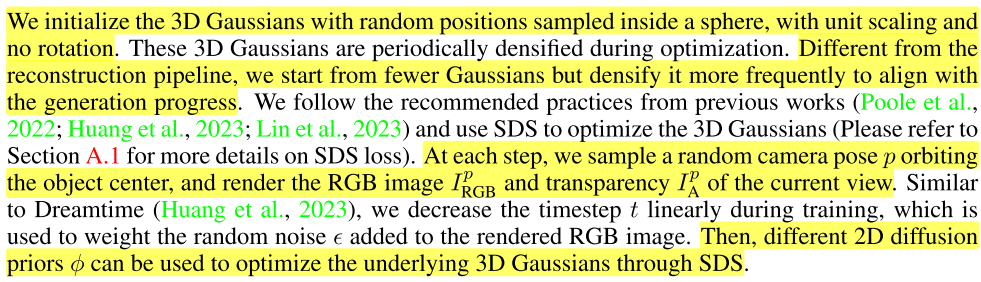 We initialize the 3D Gaussians with random positions sampled inside a sphere, with unit scaling and
no rotation. These 3D Gaussians are periodically densified during optimization. Different from the
reconstruction pipeline, we start from fewer Gaussians but densify it more frequently to align with
the generation progress. We follow the recommended practices from previous works (Poole et al.,
2022; Huang et al., 2023; Lin et al., 2023) and use SDS to optimize the 3D Gaussians (Please refer to
Section A.1 for more details on SDS loss). At each step, we sample a random camera pose p orbiting
the object center, and render the RGB image I^p_RGB and transparency I^p_A of the current view. Similar
to Dreamtime (Huang et al., 2023), we decrease the timestep t linearly during training, which is
used to weight the random noise ϵ added to the rendered RGB image. Then, different 2D diffusion
priors ϕ can be used to optimize the underlying 3D Gaussians through SDS.